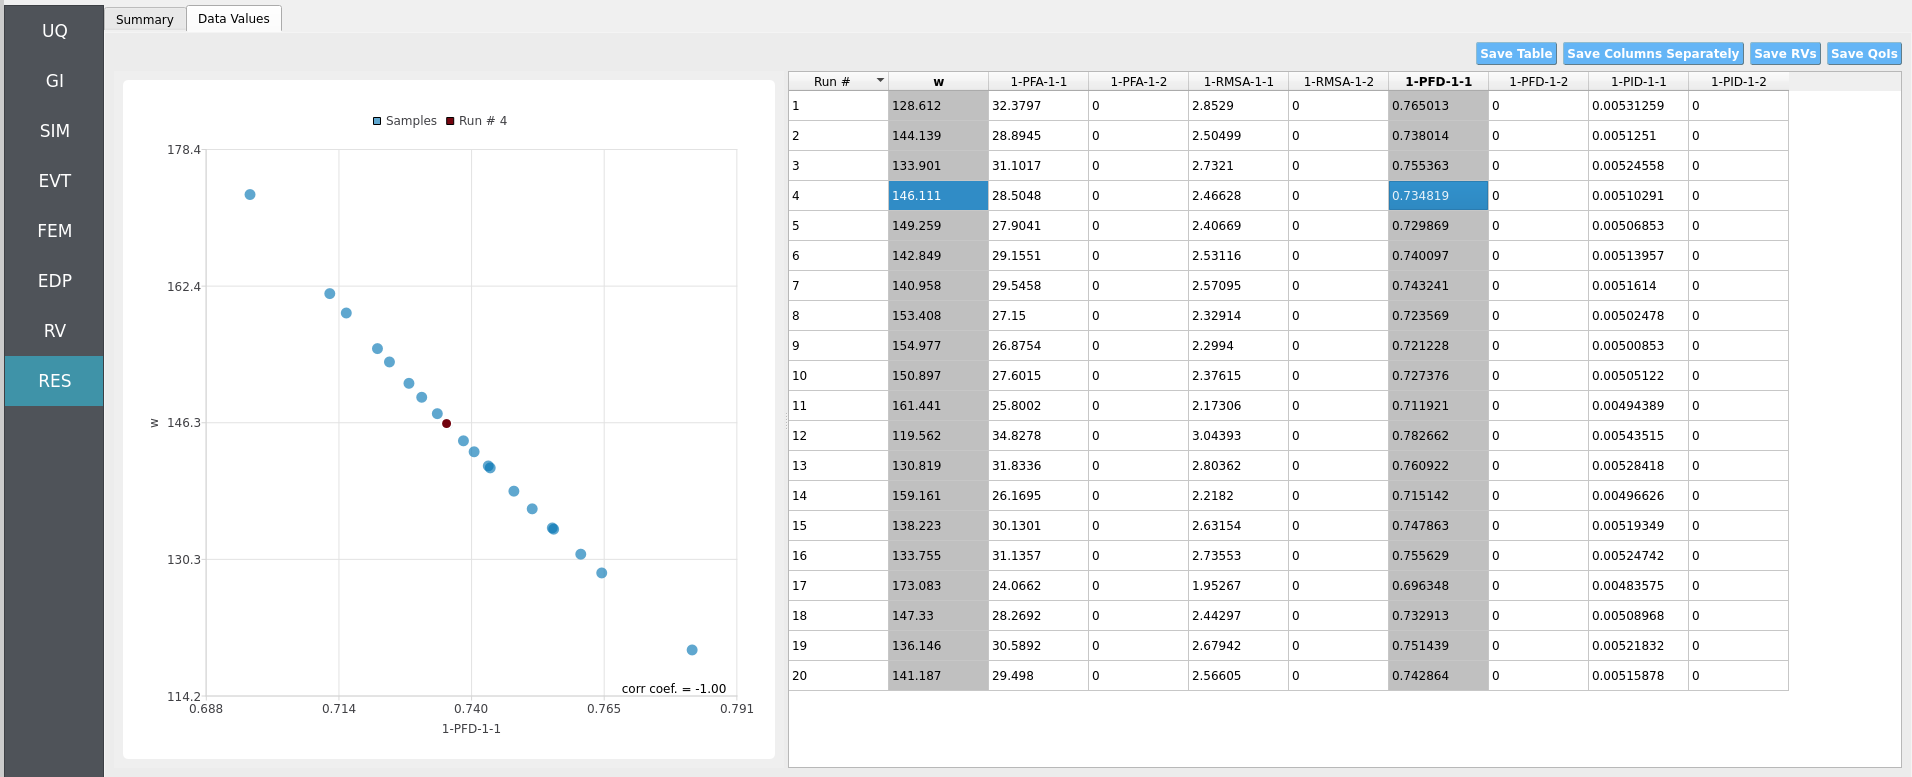 UQ
GI
SIM
EVT
FEM
EDP
RV
RES
Summary Data Values
Save Table Save Columns Separately Save RVs Save QoIs
Samples Run # 4
178.4
162.4
146.3
130.3
114.2
w
corr coef. = -1.00
0.688 0.714 0.740 0.765 0.791
1-PFD-1-1
Run # w 1-PFA-1-1 1-PFA-1-2 1-RMSA-1-1 1-RMSA-1-2 1-PFD-1-1 1-PFD-1-2 1-PID-1-1 1-PID-1-2
1 128.612 32.3797 0 2.8529 0 0.765013 0 0.00531259 0
2 144.139 28.8945 0 2.50499 0 0.738014 0 0.0051251 0
3 133.901 31.1017 0 2.7321 0 0.755363 0 0.00524558 0
4 146.111 28.5048 0 2.46628 0 0.734819 0 0.00510291 0
5 149.259 27.9041 0 2.40669 0 0.729869 0 0.00506853 0
6 142.849 29.1551 0 2.53116 0 0.740097 0 0.00513957 0
7 140.958 29.5458 0 2.57095 0 0.743241 0 0.0051614 0
8 153.408 27.15 0 2.32914 0 0.723569 0 0.00502478 0
9 154.977 26.8754 0 2.2994 0 0.721228 0 0.00500853 0
10 150.897 27.6015 0 2.37615 0 0.727376 0 0.00505122 0
11 161.441 25.8002 0 2.17306 0 0.711921 0 0.00494389 0
12 119.562 34.8278 0 3.04393 0 0.782662 0 0.00543515 0
13 130.819 31.8336 0 2.80362 0 0.760922 0 0.00528418 0
14 159.161 26.1695 0 2.2182 0 0.715142 0 0.00496626 0
15 138.223 30.1301 0 2.63154 0 0.747863 0 0.00519349 0
16 133.755 31.1357 0 2.73553 0 0.755629 0 0.00524742 0
17 173.083 24.0662 0 1.95267 0 0.696348 0 0.00483575 0
18 147.33 28.2692 0 2.44297 0 0.732913 0 0.00508968 0
19 136.146 30.5892 0 2.67942 0 0.751439 0 0.00521832 0
20 141.187 29.498 0 2.56605 0 0.742864 0 0.00515878 0